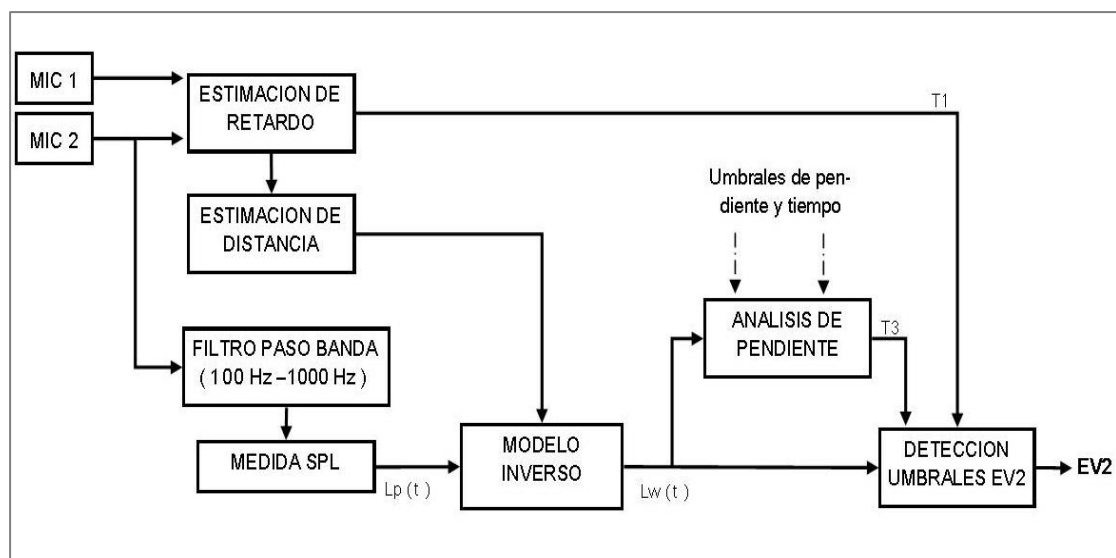 MIC 1
MIC 2
ESTIMACION DE
RETARDO
T1
ESTIMACION DE
DISTANCIA
Umbrales de pen-
diente y tiempo
ANALISIS DE
PENDIENTE
T3
FILTRO PASO BANDA
( 100 Hz –1000 Hz )
MEDIDA SPL
Lp ( t )
MODELO
INVERSO
Lw ( t )
DETECCION
UMBRALES EV2
EV2